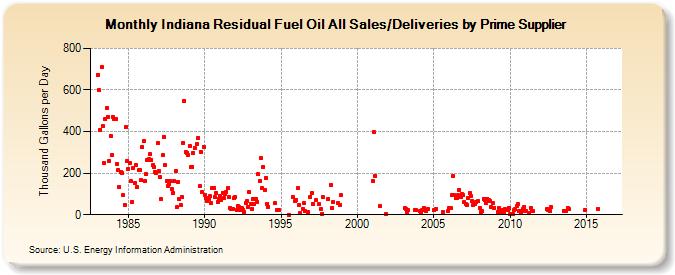 Monthly Indiana Residual Fuel Oil All Sales/Deliveries by Prime Supplier
Thousand Gallons per Day
800
600
400
200
0
1985 1990 1995 2000 2005 2010 2015
Source: U.S. Energy Information Administration